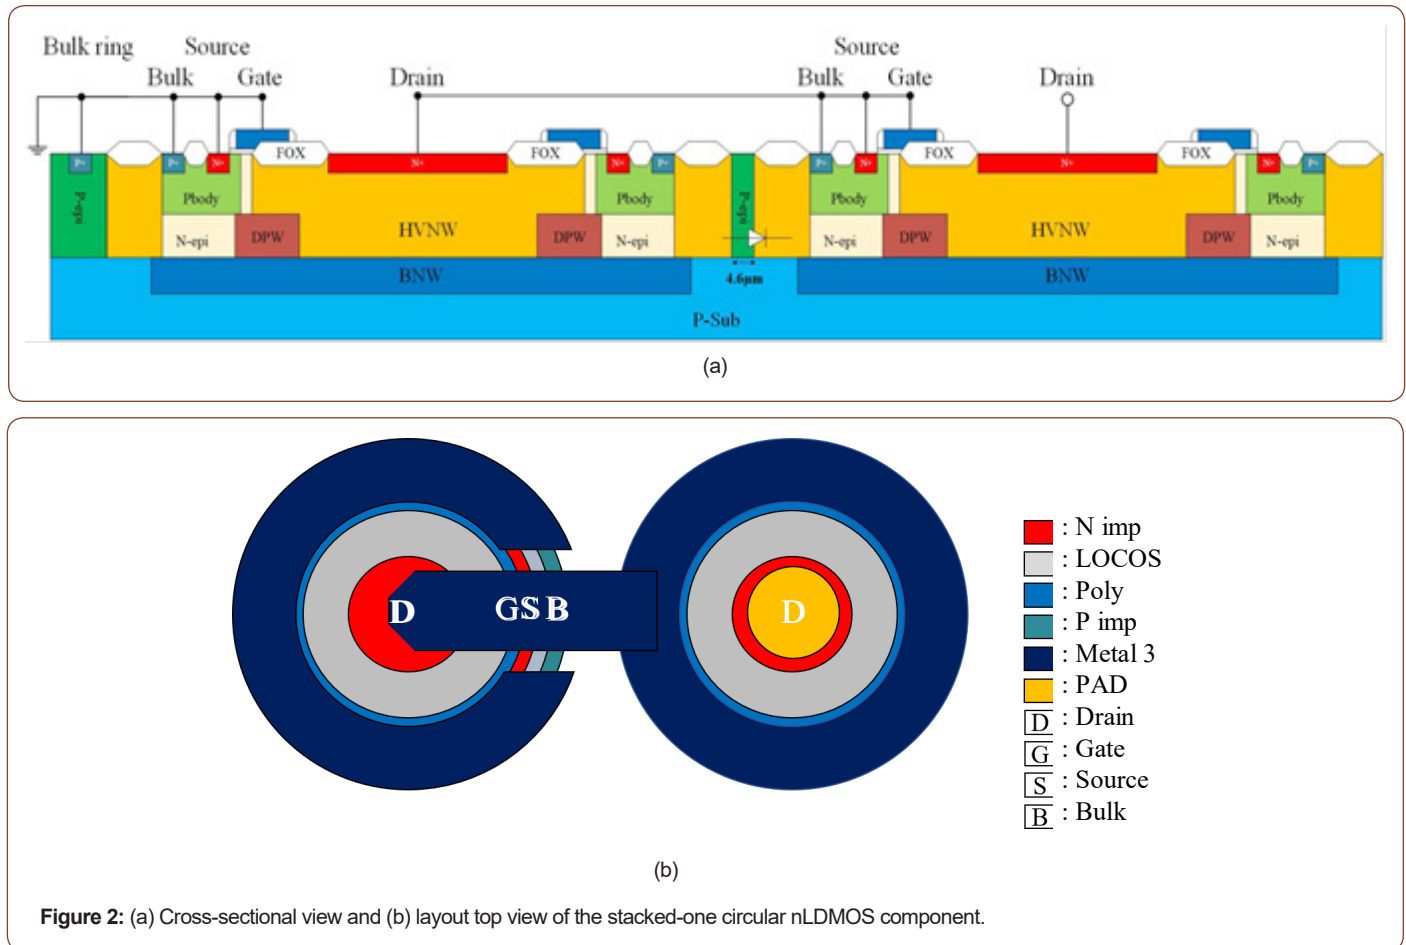 Bulk ring Source Source
Bulk Gate Drain Bulk Gate Drain
P+ P+ N+ FOX N+ FOX N+ P+ P+ N+ FOX N+ FOX N+ P+
P-epi Pbody Pbody P-epi Pbody Pbody
N-epi DPW HVNW DPW N-epi N-epi DPW HVNW DPW N-epi
BNW 4.6μm BNW
P-Sub
(a)
D GSB D
: N imp
: LOCOS
: Poly
: P imp
: Metal 3
: PAD
D : Drain
G : Gate
S : Source
B : Bulk
(b)
Figure 2: (a) Cross-sectional view and (b) layout top view of the stacked-one circular nLDMOS component.